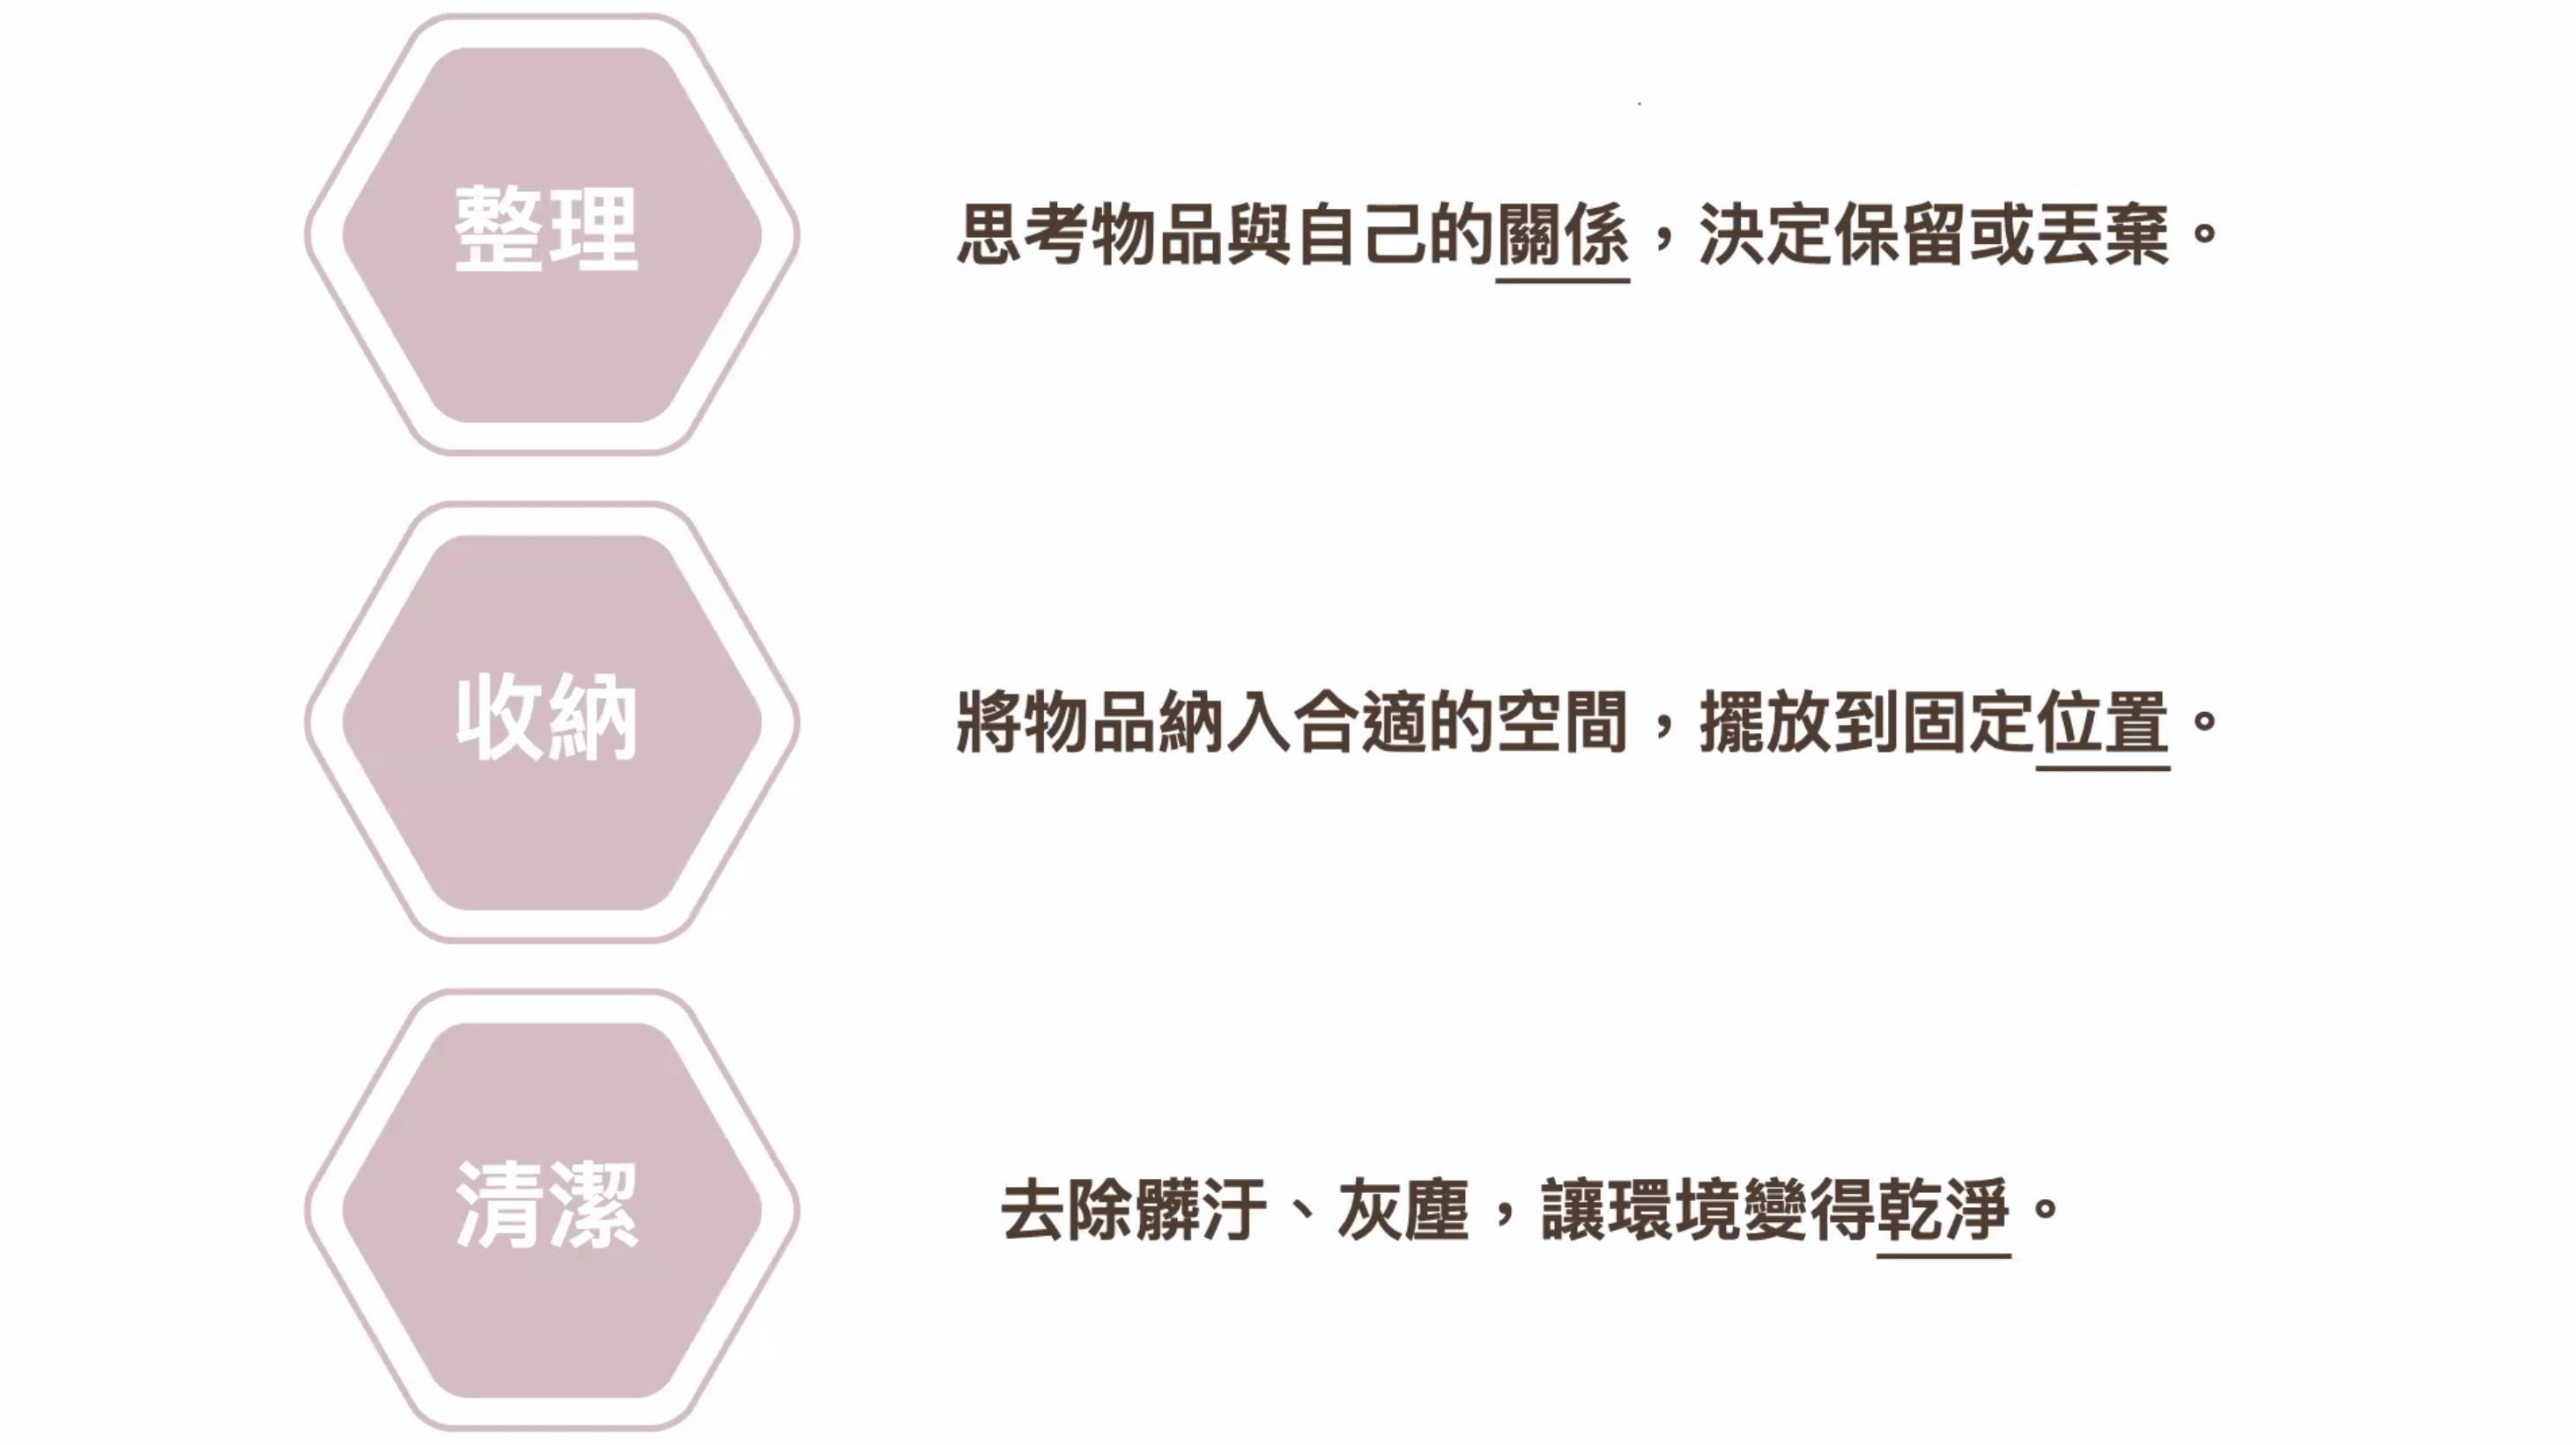 整理
思考物品與自己的關係，決定保留或丟棄。
收納
將物品納入合適的空間，擺放到固定位置。
清潔
去除髒汙、灰塵，讓環境變得乾淨。